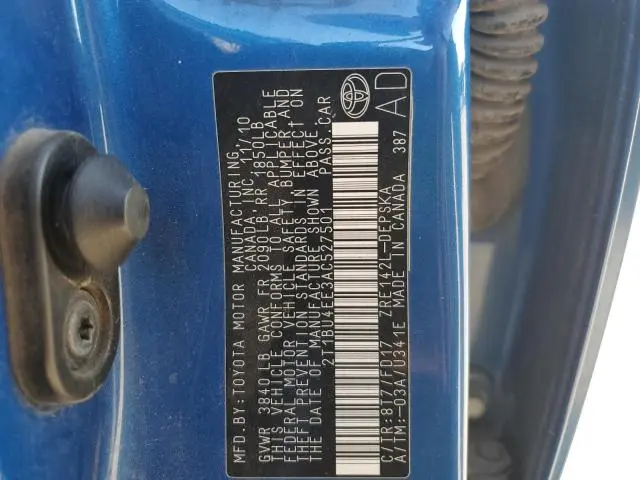 MFD.BY:TOYOTA MOTOR MANUFACTURING
CANADA INC. 11/10
GVWR 3840LB GAWR FR 2090LB RR 1850LB
THIS VEHICLE CONFORMS TO ALL APPLICABLE
FEDERAL MOTOR VEHICLE SAFETY BUMPER AND
THEFT PREVENTION STANDARDS IN EFFECT ON
THE DATE OF MANUFACTURE SHOWN ABOVE.
2T1BU4EE3AC527501 PASS.CAR
C/TR:8T7/FD17 ZRE142L-DEPSKA
A/TM:-03A/U341E MADE IN CANADA 387
AD